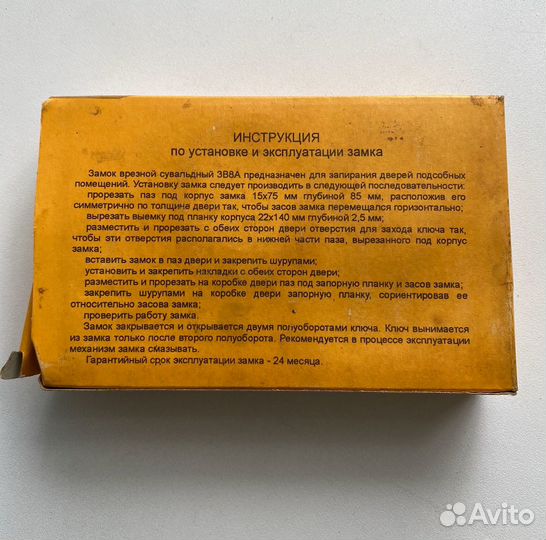 ИНСТРУКЦИЯ
по установке и эксплуатации замка
Замок врезной сувальдный ЗВ8А предназначен для запирания дверей подсобных
помещений. Установку замка следует производить в следующей последовательности:
прорезать паз под корпус замка 15x75 мм глубиной 85 мм, расположив его
симметрично по толщине двери так, чтобы засов замка перемещался горизонтально;
вырезать выемку под планку корпуса 22x140 мм глубиной 2,5 мм;
разместить и прорезать с обеих сторон двери отверстия для захода ключа так,
чтобы эти отверстия располагались в нижней части паза, вырезанного под корпус
замка;
вставить замок в паз двери и закрепить шурупами;
установить и закрепить накладки с обеих сторон двери;
разместить и прорезать на коробке двери паз под запорную планку и засов замка;
закрепить шурупами на коробке двери запорную планку, сориентировав ее
относительно засова замка;
проверить работу замка.
Замок закрывается и открывается двумя полуоборотами ключа. Ключ вынимается
из замка только после второго полуоборота. Рекомендуется в процессе эксплуатации
механизм замка смазывать.
Гарантийный срок эксплуатации замка - 24 месяца.
Avito